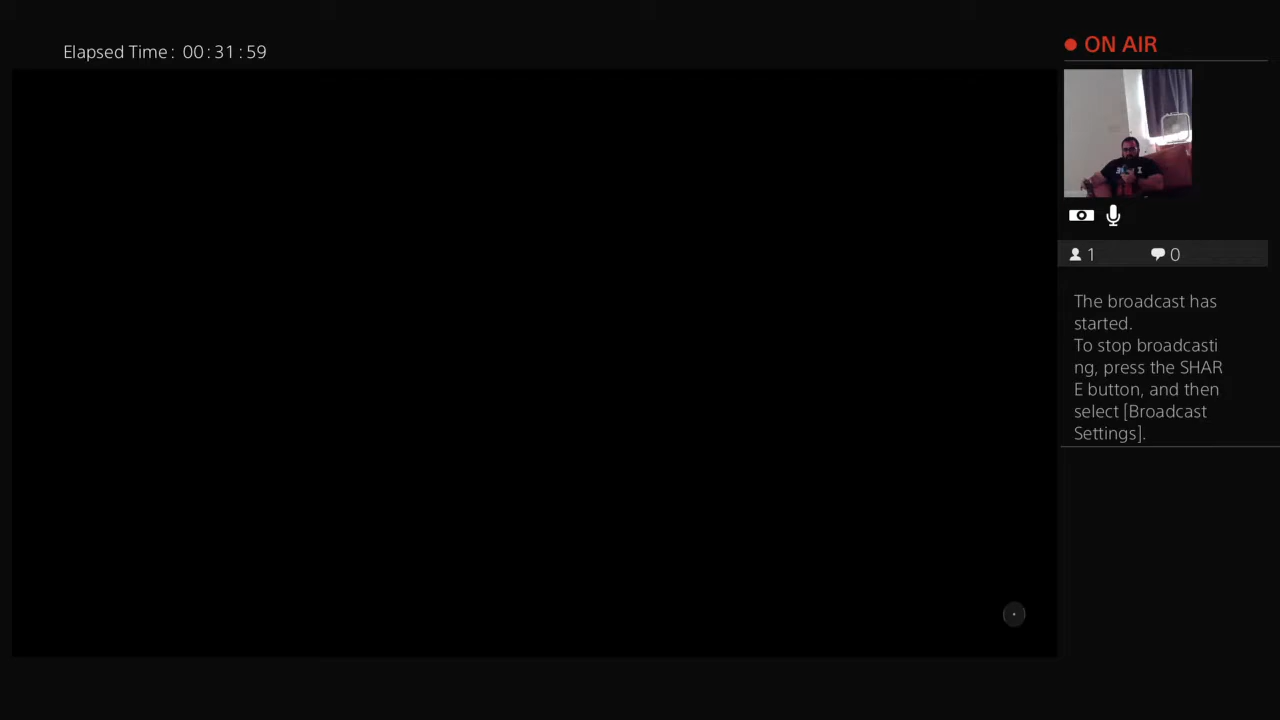 Elapsed Time: 00:31:59
ON AIR
1 0
The broadcast has
started.
To stop broadcasti
ng, press the SHAR
E button, and then
select [Broadcast
Settings].